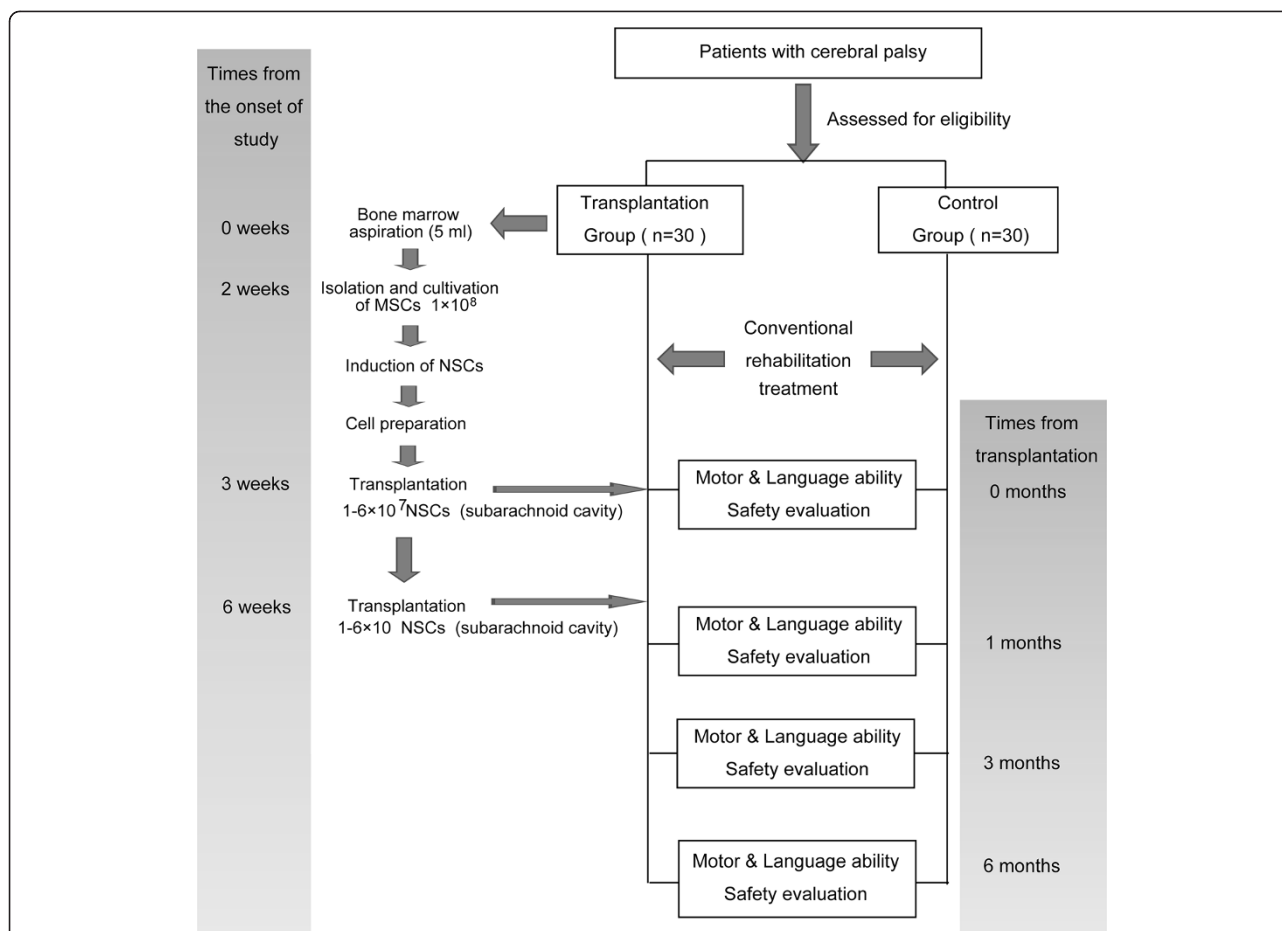 Patients with cerebral palsy
Assessed for eligibility
Times from
the onset of
study
0 weeks
2 weeks
3 weeks
6 weeks
Transplantation
Group ( n=30 )
Control
Group ( n=30)
Bone marrow
aspiration (5 ml)
Isolation and cultivation
of MSCs 1×10⁸
Induction of NSCs
Cell preparation
Transplantation
1-6×10⁷NSCs (subarachnoid cavity)
Transplantation
1-6×10 NSCs (subarachnoid cavity)
Conventional
rehabilitation
treatment
Motor & Language ability
Safety evaluation
Motor & Language ability
Safety evaluation
Motor & Language ability
Safety evaluation
Motor & Language ability
Safety evaluation
Times from
transplantation
0 months
1 months
3 months
6 months